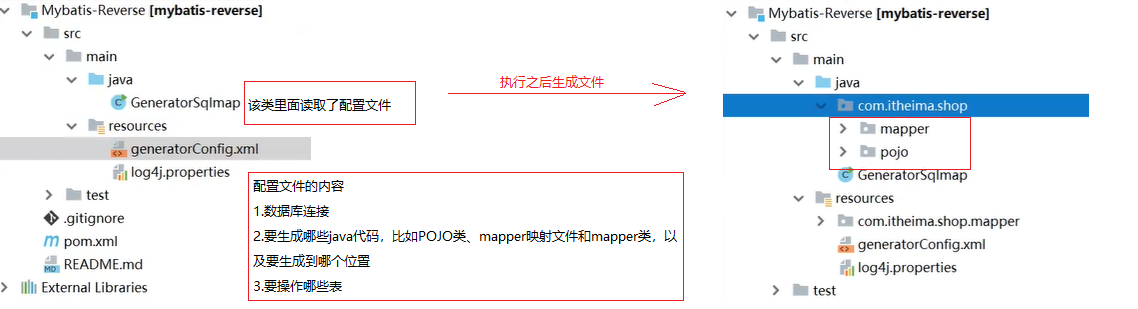 Mybatis-Reverse [mybatis-reverse]
src
main
java
GeneratorSqlmap
该类里面读取了配置文件
resources
generatorConfig.xml
log4j.properties
test
.gitignore
pom.xml
README.md
External Libraries
配置文件的内容
1.数据库连接
2.要生成哪些java代码，比如POJO类、mapper映射文件和mapper类，以
及要生成到哪个位置
3.要操作哪些表
执行之后生成文件
Mybatis-Reverse [mybatis-reverse]
src
main
java
com.itheima.shop
mapper
pojo
GeneratorSqlmap
resources
com.itheima.shop.mapper
generatorConfig.xml
log4j.properties
test